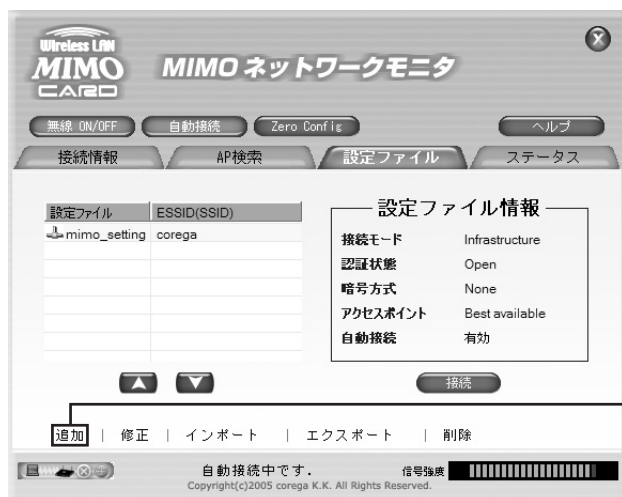 Wireless LAN
MIMO
CARD
MIMO ネットワークモニタ
無線 ON/OFF
自動接続
Zero Config
ヘルプ
接続情報
AP検索
設定ファイル
ステータス
設定ファイル ESSID(SSID)
mimo_setting corega
設定ファイル情報
接続モード Infrastructure
認証状態 Open
暗号方式 None
アクセスポイント Best available
自動接続 有効
接続
追加 | 修正 | インポート | エクスポート | 削除
自動接続中です.
信号強度
Copyright(c)2005 corega K.K. All Rights Reserved.